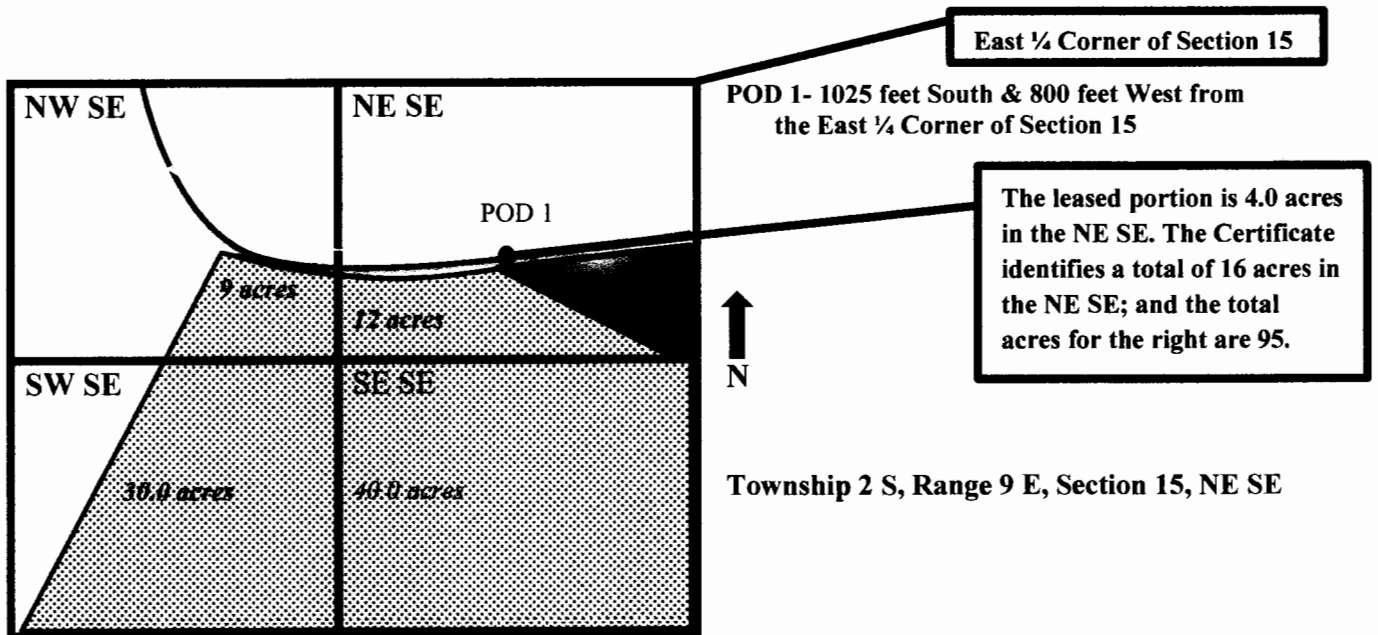 East ¼ Corner of Section 15
NW SE
NE SE
POD 1- 1025 feet South & 800 feet West from
the East ¼ Corner of Section 15
POD 1
The leased portion is 4.0 acres
in the NE SE. The Certificate
identifies a total of 16 acres in
the NE SE; and the total
acres for the right are 95.
9 acres
12 acres
N
SW SE
SE SE
30.0 acres
40.0 acres
Township 2 S, Range 9 E, Section 15, NE SE